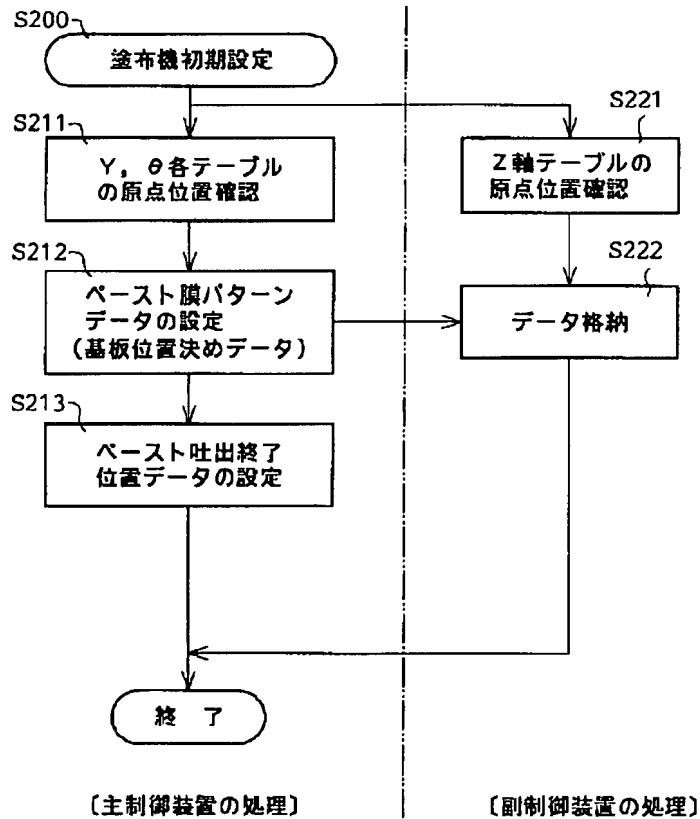 S200
塗布機初期設定
S211
Y，θ各テーブル
の原点位置確認
S221
Z軸テーブルの
原点位置確認
S212
ペースト膜パターン
データの設定
（基板位置決めデータ）
S222
データ格納
S213
ペースト吐出終了
位置データの設定
終　了
〔主制御装置の処理〕
〔副制御装置の処理〕